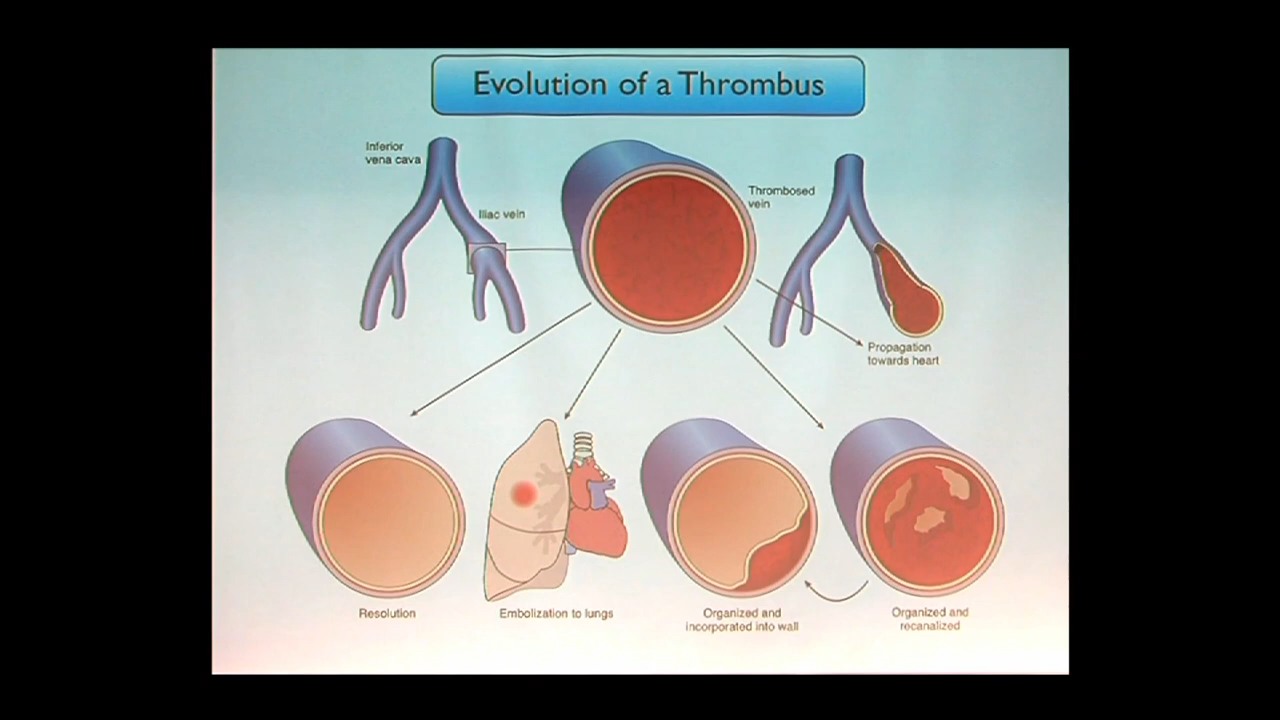 Evolution of a Thrombus
Inferior
vena cava
Iliac vein
Thrombosed
vein
Propagation
towards heart
Resolution
Embolization to lungs
Organized and
incorporated into wall
Organized and
recanalized